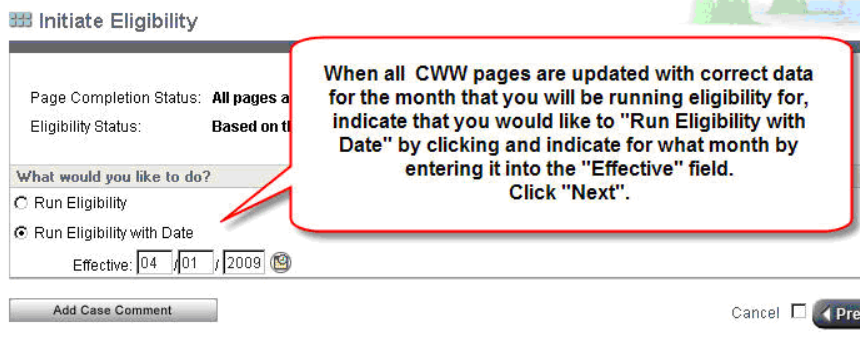 Initiate Eligibility
When all CWW pages are updated with correct data
for the month that you will be running eligibility for,
indicate that you would like to "Run Eligibility with
Date" by clicking and indicate for what month by
entering it into the "Effective" field.
Click "Next".
Page Completion Status: All pages a
Eligibility Status: Based on t
What would you like to do?
Run Eligibility
Run Eligibility with Date
Effective: 04 / 01 / 2009
Add Case Comment
Cancel Pre